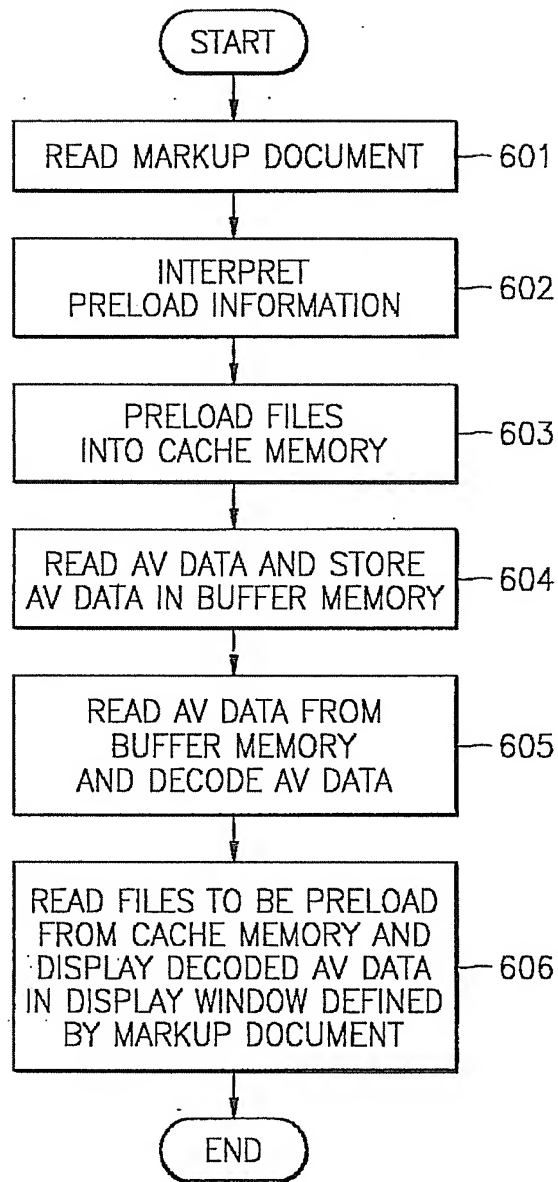 START
READ MARKUP DOCUMENT
601
INTERPRET
PRELOAD INFORMATION
602
PRELOAD FILES
INTO CACHE MEMORY
603
READ AV DATA AND STORE
AV DATA IN BUFFER MEMORY
604
READ AV DATA FROM
BUFFER MEMORY
AND DECODE AV DATA
605
READ FILES TO BE PRELOAD
FROM CACHE MEMORY AND
DISPLAY DECODED AV DATA
IN DISPLAY WINDOW DEFINED
BY MARKUP DOCUMENT
606
END